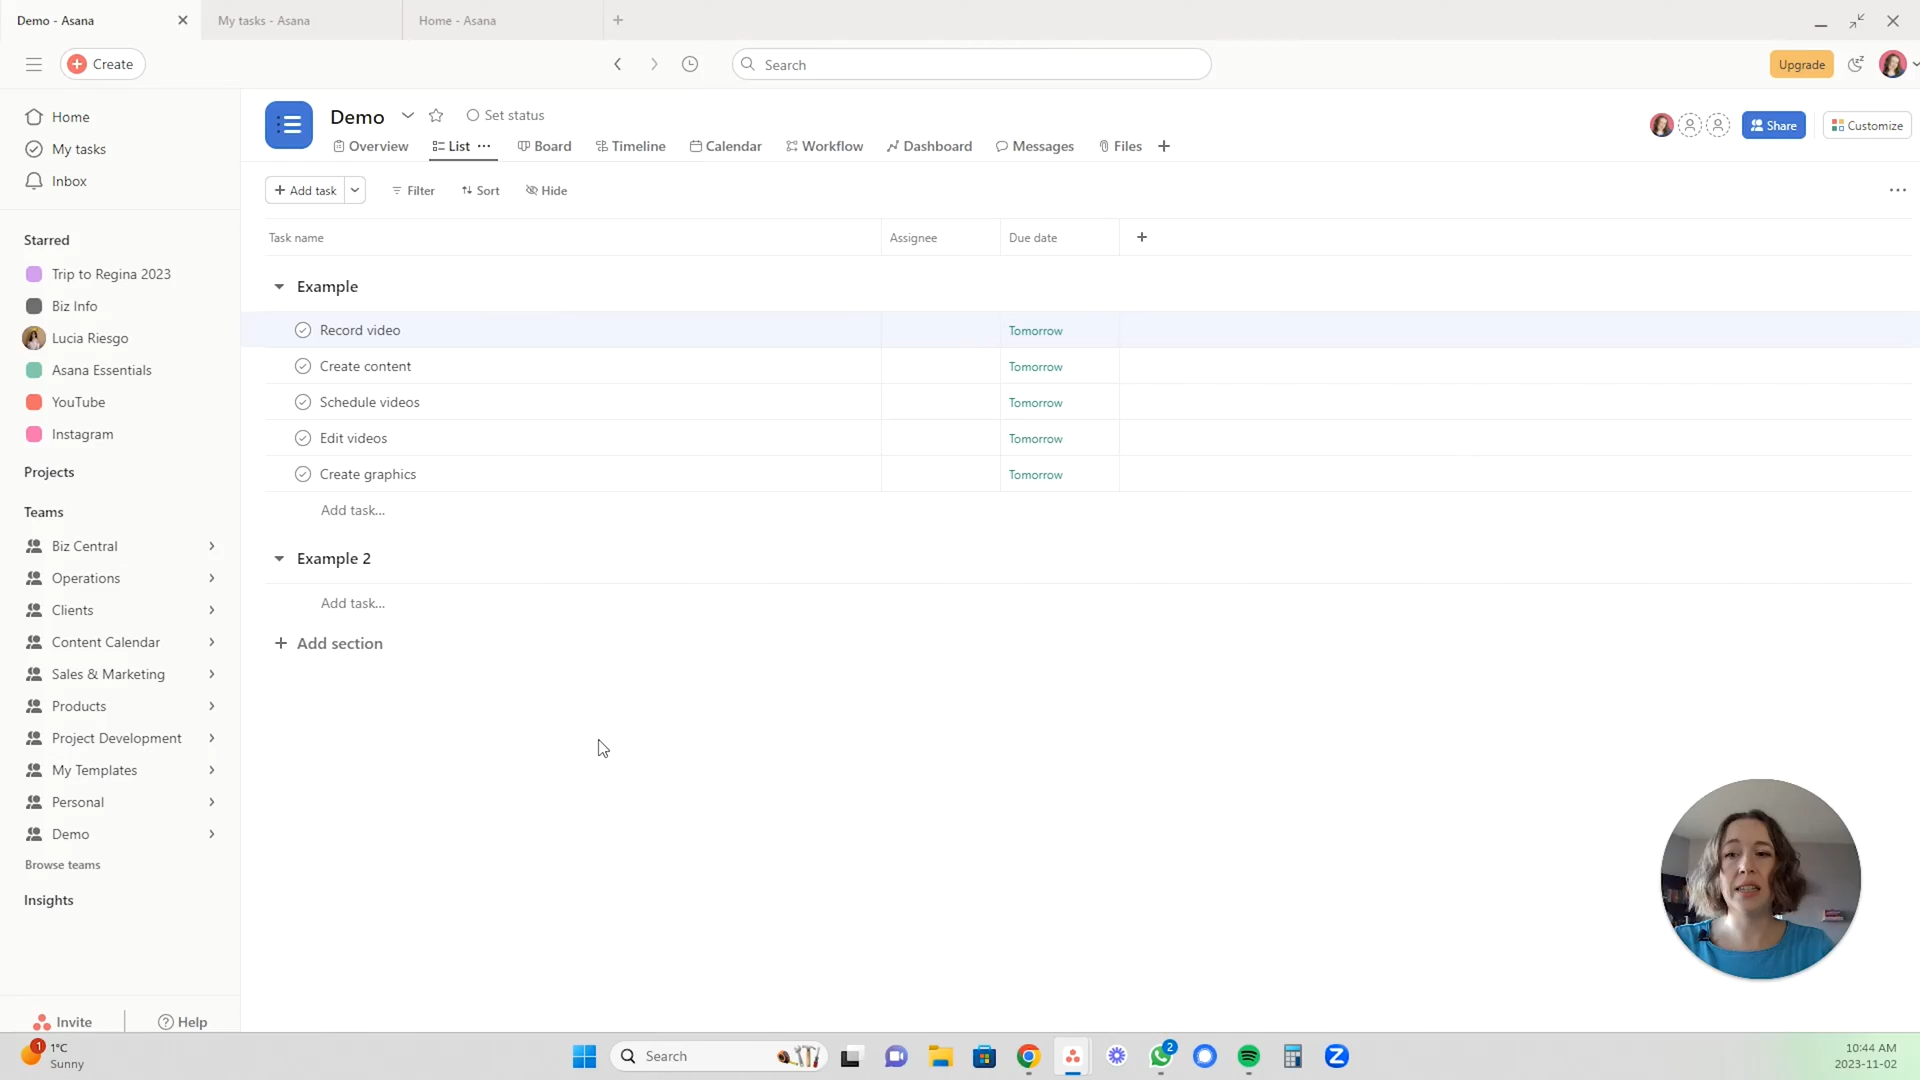 Demo - Asana
My tasks - Asana
Home - Asana
Create
Search
Upgrade
Home
My tasks
Inbox
Starred
Trip to Regina 2023
Biz Info
Lucia Riesgo
Asana Essentials
YouTube
Instagram
Projects
Teams
Biz Central
Operations
Clients
Content Calendar
Sales & Marketing
Products
Project Development
My Templates
Personal
Demo
Browse teams
Insights
Invite
Help
Demo
Set status
Share
Customize
Overview
List
Board
Timeline
Calendar
Workflow
Dashboard
Messages
Files
Add task
Filter
Sort
Hide
Task name
Assignee
Due date
Example
Record video
Tomorrow
Create content
Tomorrow
Schedule videos
Tomorrow
Edit videos
Tomorrow
Create graphics
Tomorrow
Add task...
Example 2
Add task...
Add section
1
1°C
Sunny
Search
2
Z
10:44 AM
2023-11-02